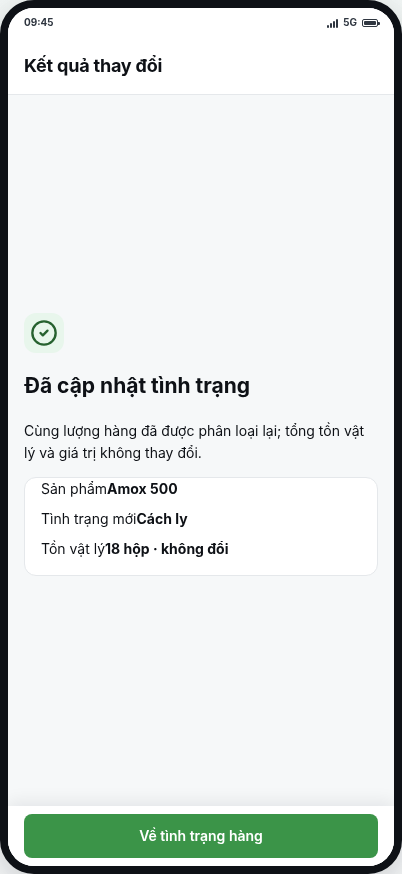 09:45
5G
Kết quả thay đổi
Đã cập nhật tình trạng
Cùng lượng hàng đã được phân loại lại; tổng tồn vật
lý và giá trị không thay đổi.
Sản phẩmAmox 500
Tình trạng mớiCách ly
Tồn vật lý18 hộp · không đổi
Về tình trạng hàng